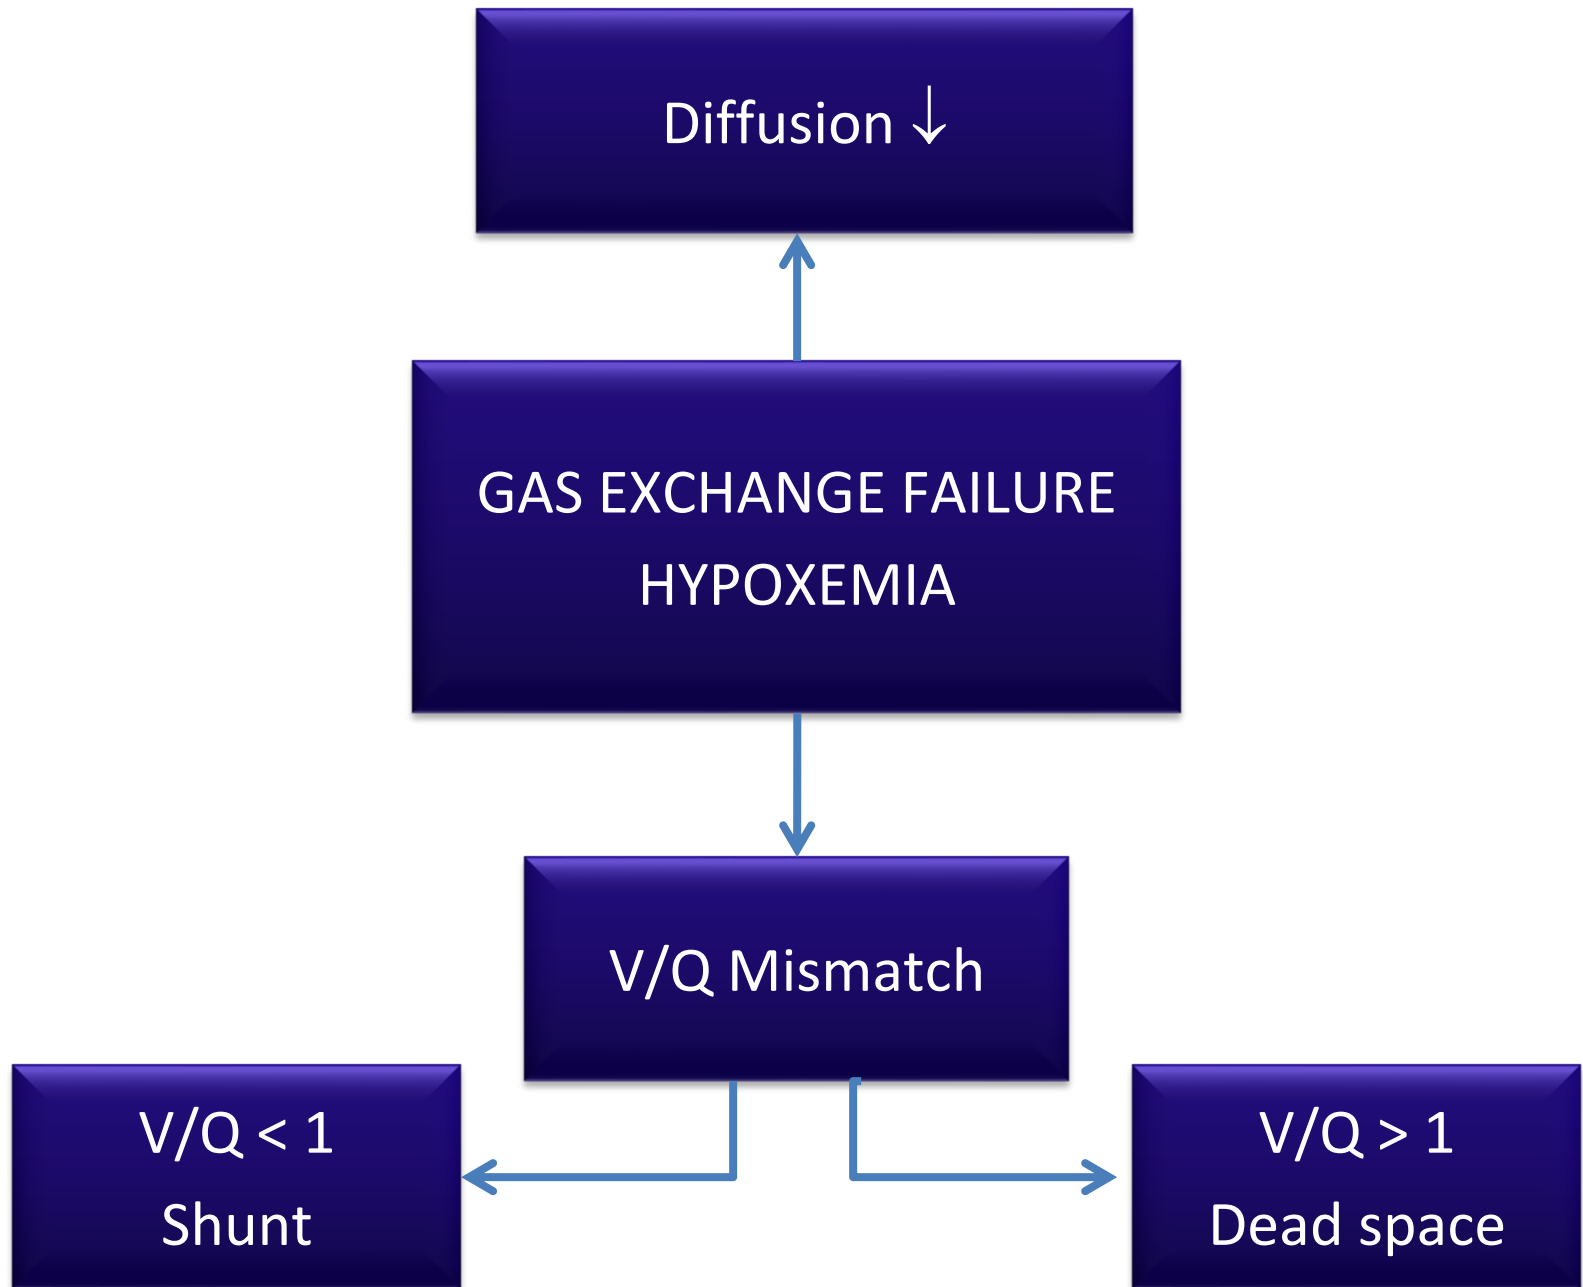 Diffusion ↓
GAS EXCHANGE FAILURE
HYPOXEMIA
V/Q Mismatch
V/Q < 1
Shunt
V/Q > 1
Dead space